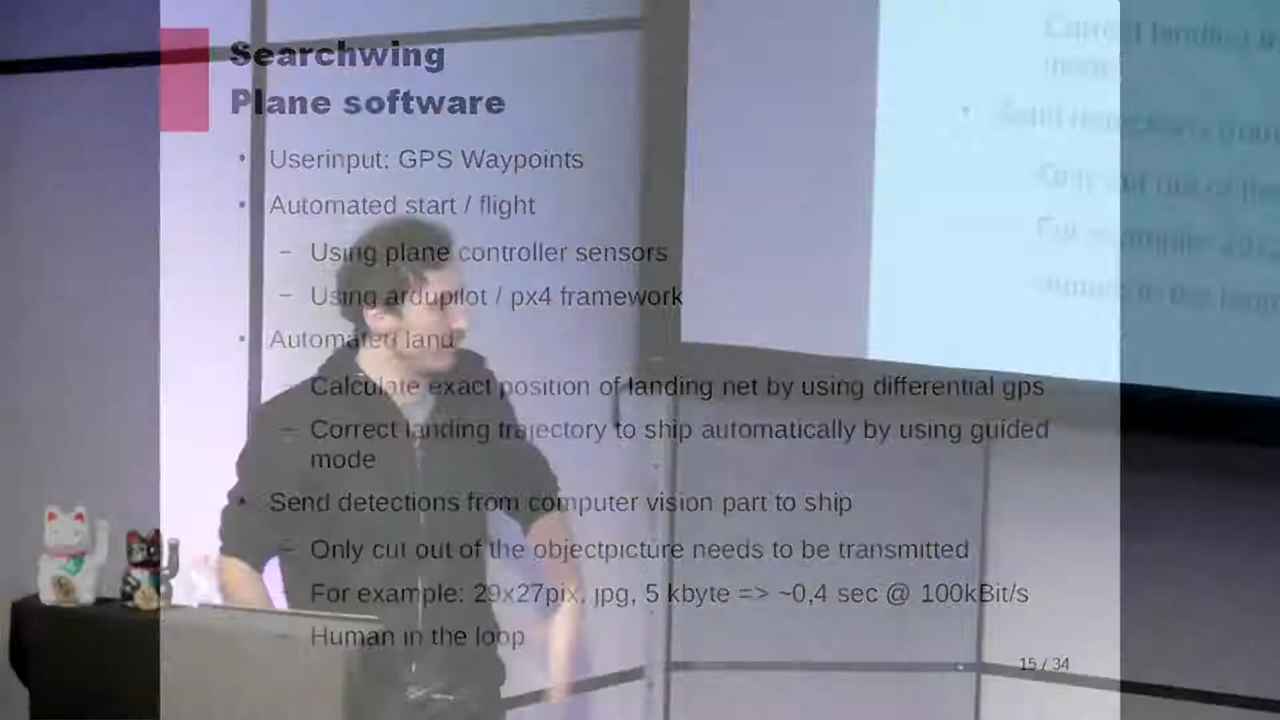 Searchwing
Plane software
• Userinput: GPS Waypoints
• Automated start / flight
– Using plane controller sensors
– Using ardupilot / px4 framework
• Automated land
– Calculate exact position of landing net by using differential gps
– Correct landing trajectory to ship automatically by using guided
mode
• Send detections from computer vision part to ship
– Only cut out of the objectpicture needs to be transmitted
– For example: 29x27pix, jpg, 5 kbyte => ~0,4 sec @ 100kBit/s
– Human in the loop
15 / 34
Correct landing
mode